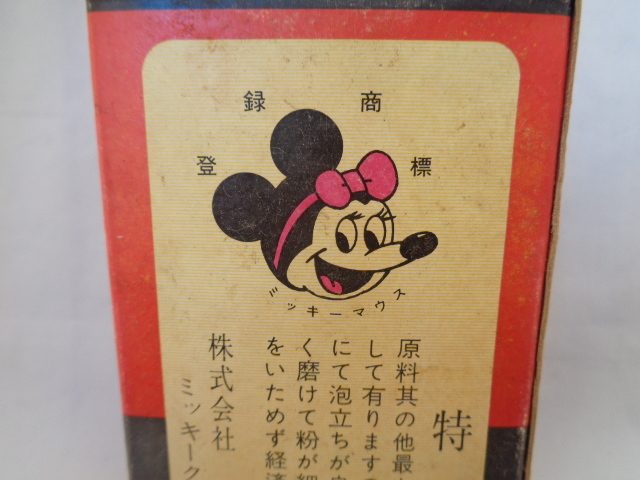 登録商標
ミッキーマウス
特
原料其の他最
して有りますの
にて泡立ちが
く磨けて粉が細
をいためず経済
株式会社
ミッキーク